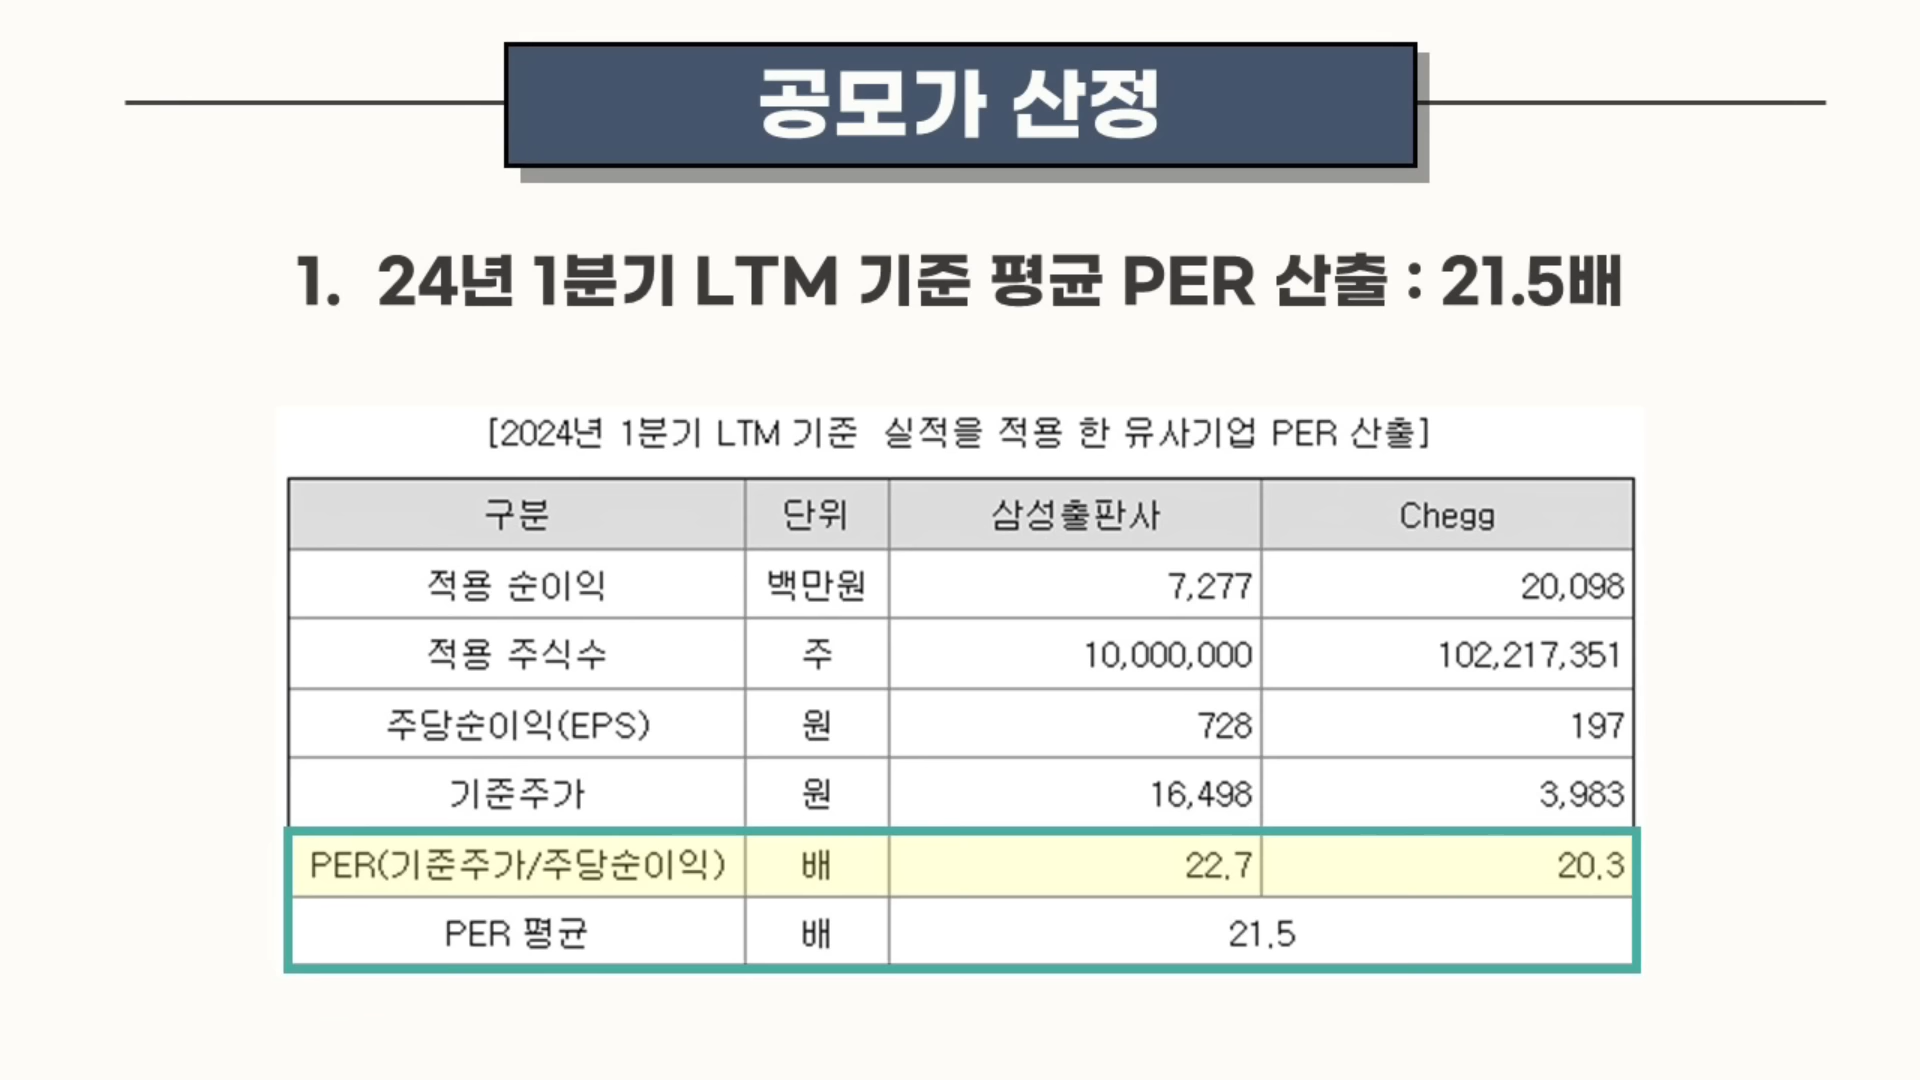 공모가 산정
1. 24년 1분기 LTM 기준 평균 PER 산출 : 21.5배
[2024년 1분기 LTM 기준 실적을 적용 한 유사기업 PER 산출]
구분 단위 삼성출판사 Chegg
적용 순이익 백만원 7,277 20,098
적용 주식수 주 10,000,000 102,217,351
주당순이익(EPS) 원 728 197
기준주가 원 16,498 3,983
PER(기준주가/주당순이익) 배 22.7 20.3
PER 평균 배 21.5